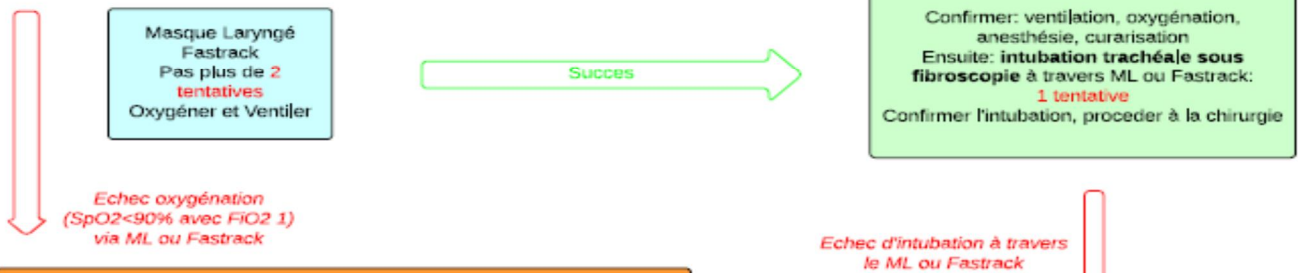 Masque Laryngé
Fastrack
Pas plus de 2
tentatives
Oxygéner et Ventiler
Succes
Confirmer: ventilation, oxygénation,
anesthésie, curarisation
Ensuite: intubation trachéale sous
fibroscopie à travers ML ou Fastrack:
1 tentative
Confirmer l'intubation, proceder à la chirurgie
Echec oxygénation
(SpO2<90% avec FiO2 1)
via ML ou Fastrack
Echec d'intubation à travers
le ML ou Fastrack